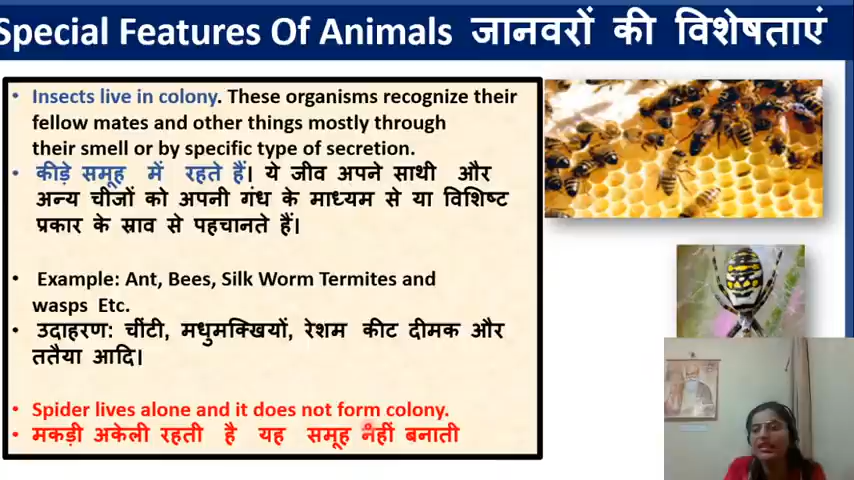 Special Features Of Animals जानवरों की विशेषताएं
• Insects live in colony. These organisms recognize their
fellow mates and other things mostly through
their smell or by specific type of secretion.
• कीड़े समूह में रहते हैं। ये जीव अपने साथी और
अन्य चीजों को अपनी गंध के माध्यम से या विशिष्ट
प्रकार के स्राव से पहचानते हैं।
• Example: Ant, Bees, Silk Worm Termites and
wasps Etc.
• उदाहरण: चींटी, मधुमक्खियों, रेशम कीट दीमक और
ततैया आदि।
• Spider lives alone and it does not form colony.
• मकड़ी अकेली रहती है यह समूह नहीं बनाती